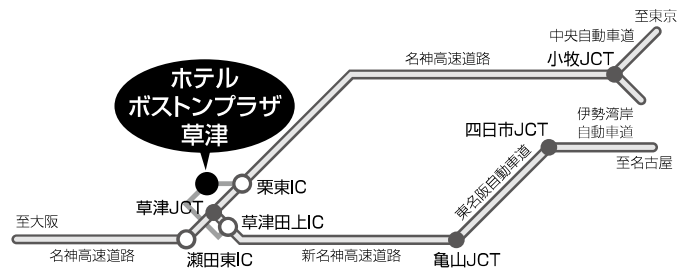 至東京
中央自動車道
小牧JCT
名神高速道路
ホテル
ボストンプラザ
草津
四日市JCT
伊勢湾岸
自動車道
至名古屋
東名阪自動車道
栗東IC
草津JCT
草津田上IC
至大阪
名神高速道路
瀬田東IC
新名神高速道路
亀山JCT